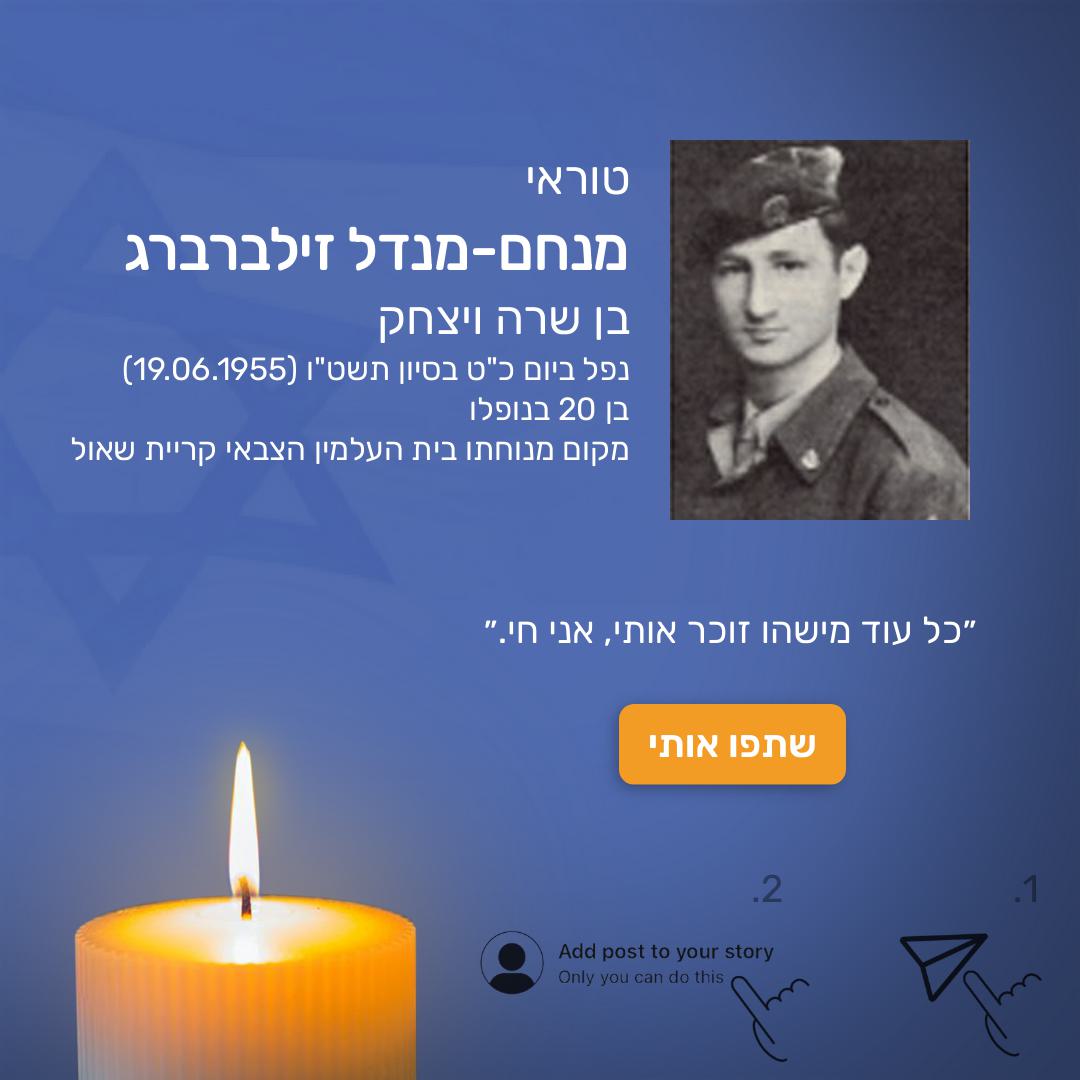 טוראי
מנחם-מנדל זילברברג
בן שרה ויצחק
נפל ביום כ"ט בסיון תשט"ו (19.06.1955)
בן 20 בנופלו
מקום מנוחתו בית העלמין הצבאי קריית שאול
״כל עוד מישהו זוכר אותי, אני חי.״
שתפו אותי
1.
2.
Add post to your story
Only you can do this